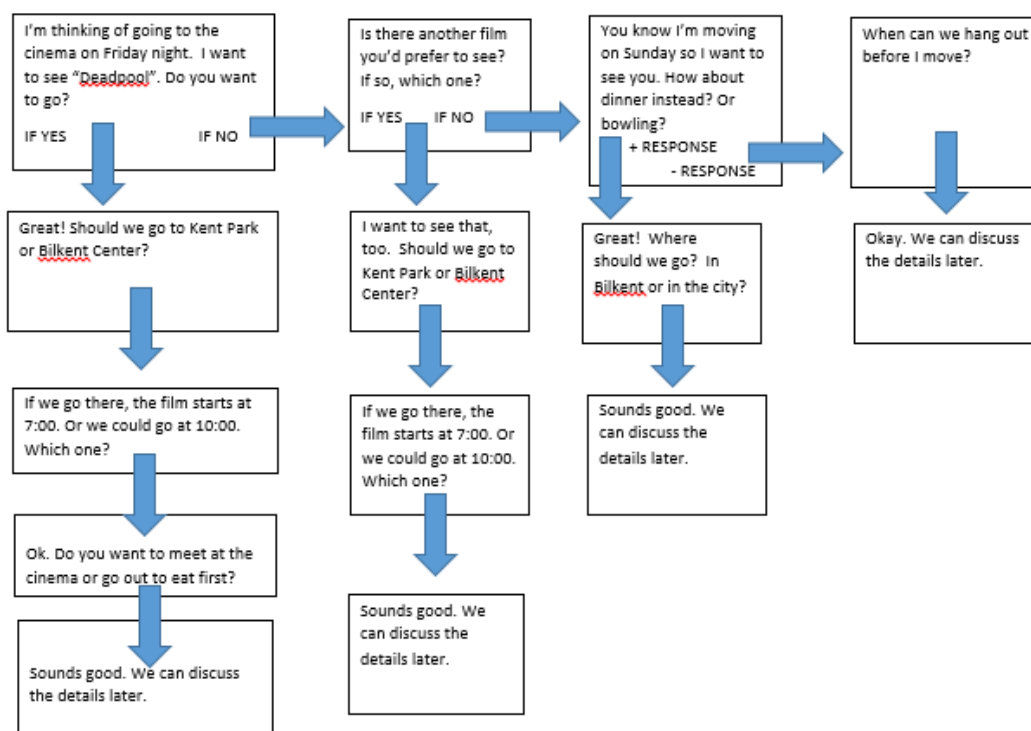 I'm thinking of going to the
cinema on Friday night.  I want
to see “Deadpool”. Do you want
to go?
IF YES
IF NO
Great! Should we go to Kent Park
or Bilkent Center?
If we go there, the film starts at
7:00. Or we could go at 10:00.
Which one?
Ok. Do you want to meet at the
cinema or go out to eat first?
Sounds good. We can discuss
the details later.
Is there another film
you'd prefer to see?
If so, which one?
IF YES
IF NO
I want to see that,
too.  Should we go to
Kent Park or Bilkent
Center?
If we go there, the
film starts at 7:00. Or
we could go at 10:00.
Which one?
Sounds good. We
can discuss the
details later.
You know I'm moving
on Sunday so I want to
see you. How about
dinner instead? Or
bowling?
+ RESPONSE
- RESPONSE
Great!  Where
should we go?  In
Bilkent or in the city?
Sounds good. We
can discuss the
details later.
When can we hang out
before I move?
Okay. We can discuss
the details later.